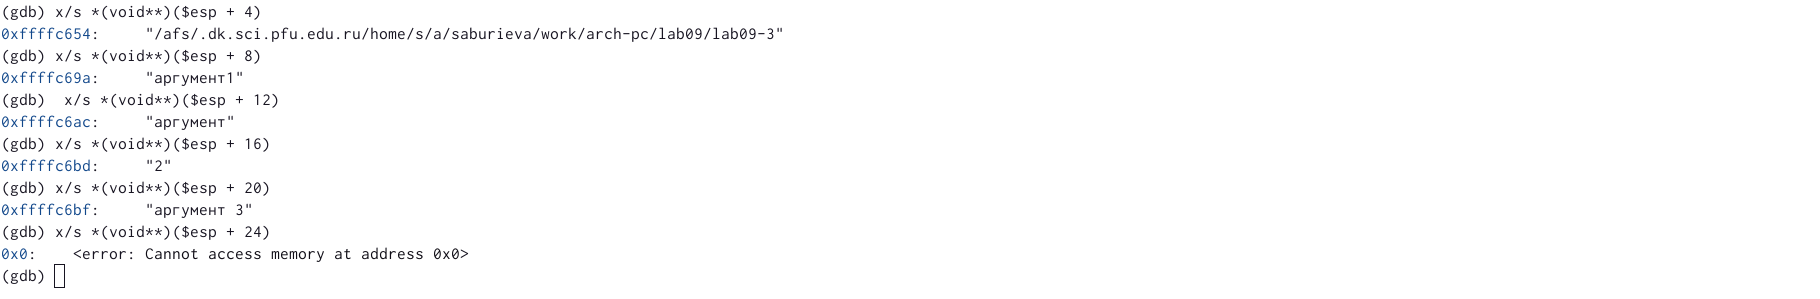 (gdb) x/s *(void**)($esp + 4)
0xffffc654:     "/afs/.dk.sci.pfu.edu.ru/home/s/a/saburieva/work/arch-pc/lab09/lab09-3"
(gdb) x/s *(void**)($esp + 8)
0xffffc69a:     "аргумент1"
(gdb)  x/s *(void**)($esp + 12)
0xffffc6ac:     "аргумент"
(gdb) x/s *(void**)($esp + 16)
0xffffc6bd:     "2"
(gdb) x/s *(void**)($esp + 20)
0xffffc6bf:     "аргумент 3"
(gdb) x/s *(void**)($esp + 24)
0x0:    <error: Cannot access memory at address 0x0>
(gdb)